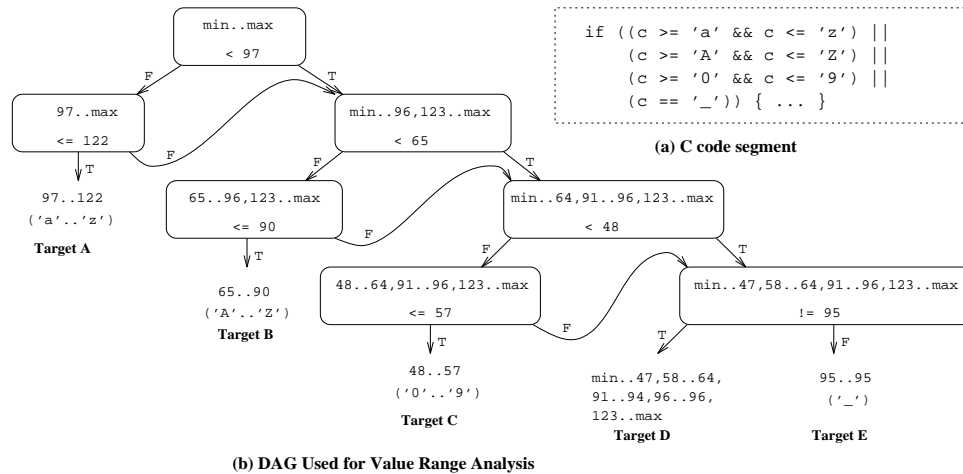 min..max
< 97
F
T
if ((c >= 'a' && c <= 'z') ||
(c >= 'A' && c <= 'Z') ||
(c >= '0' && c <= '9') ||
(c == '_')) { ... }
(a) C code segment
97..max
<= 122
F
T
min..96,123..max
< 65
F
T
97..122
('a'..'z')
Target A
65..96,123..max
<= 90
F
T
min..64,91..96,123..max
< 48
F
T
65..90
('A'..'Z')
Target B
48..64,91..96,123..max
<= 57
F
T
min..47,58..64,91..96,123..max
!= 95
T
F
48..57
('0'..'9')
Target C
min..47,58..64,
91..94,96..96,
123..max
Target D
95..95
('_')
Target E
(b) DAG Used for Value Range Analysis